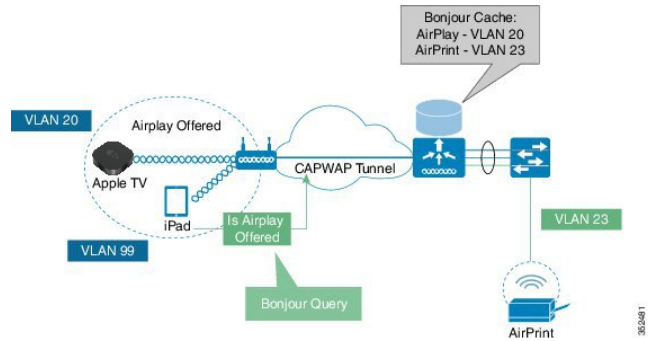 Bonjour Cache:
AirPlay - VLAN 20
AirPrint - VLAN 23
VLAN 20
Airplay Offered
Apple TV
CAPWAP Tunnel
iPad
Is Airplay
Offered
VLAN 23
VLAN 99
Bonjour Query
AirPrint
352481